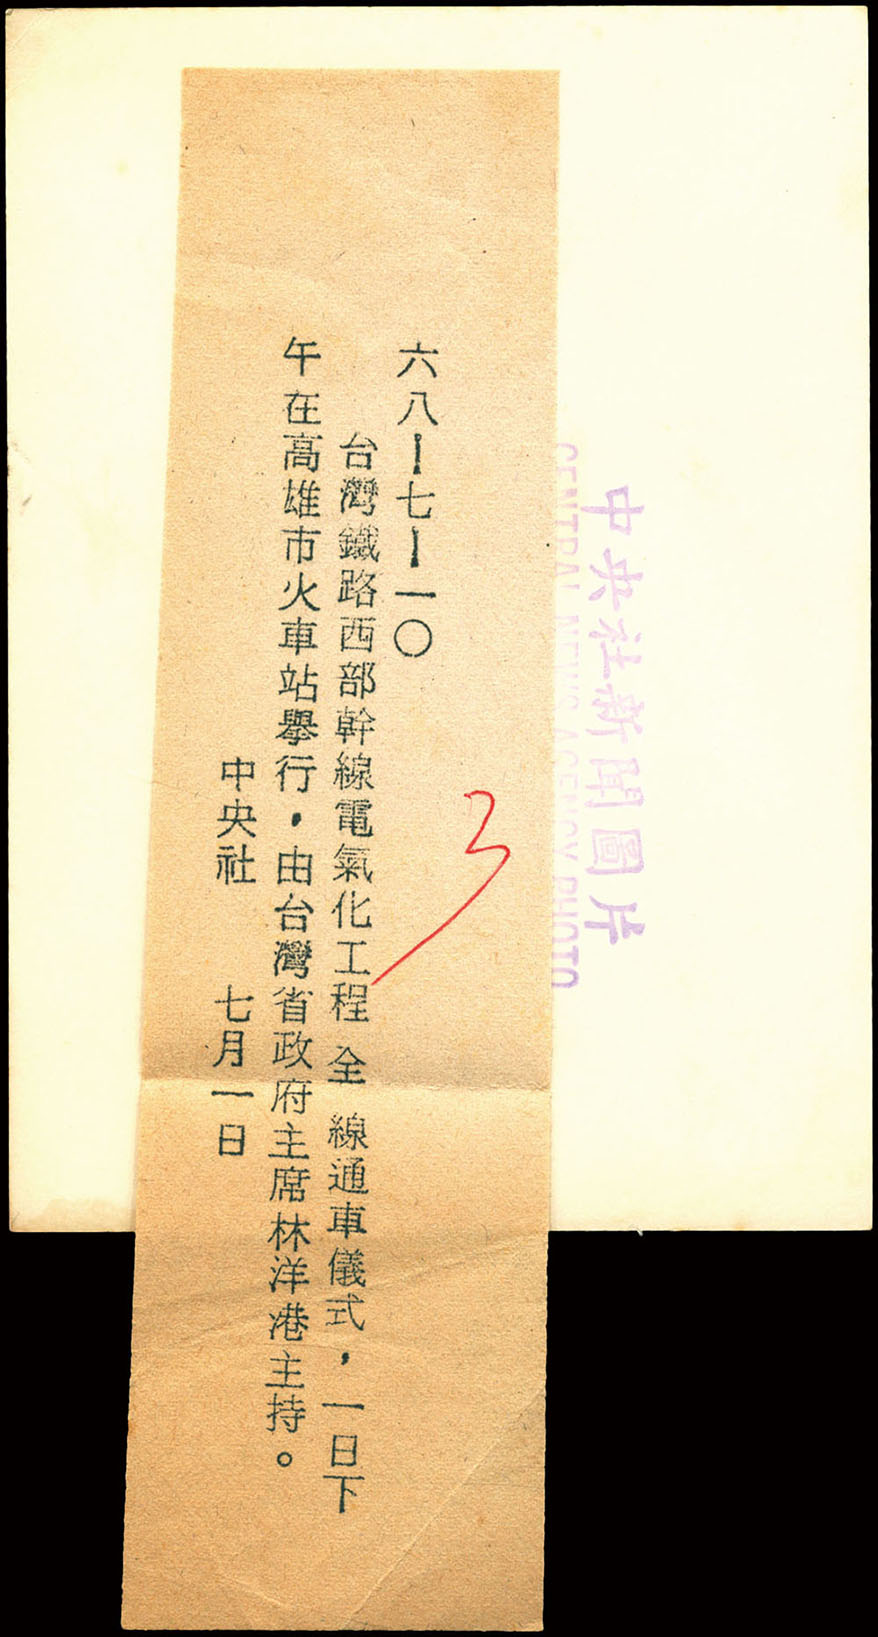 中央社新聞圖片
CENTRAL NEWS AGENCY PHOTO
六八－七－一〇
台灣鐵路西部幹線電氣化工程全線通車儀式，一日下
午在高雄市火車站舉行，由台灣省政府主席林洋港主持。
中央社　七月一日
3